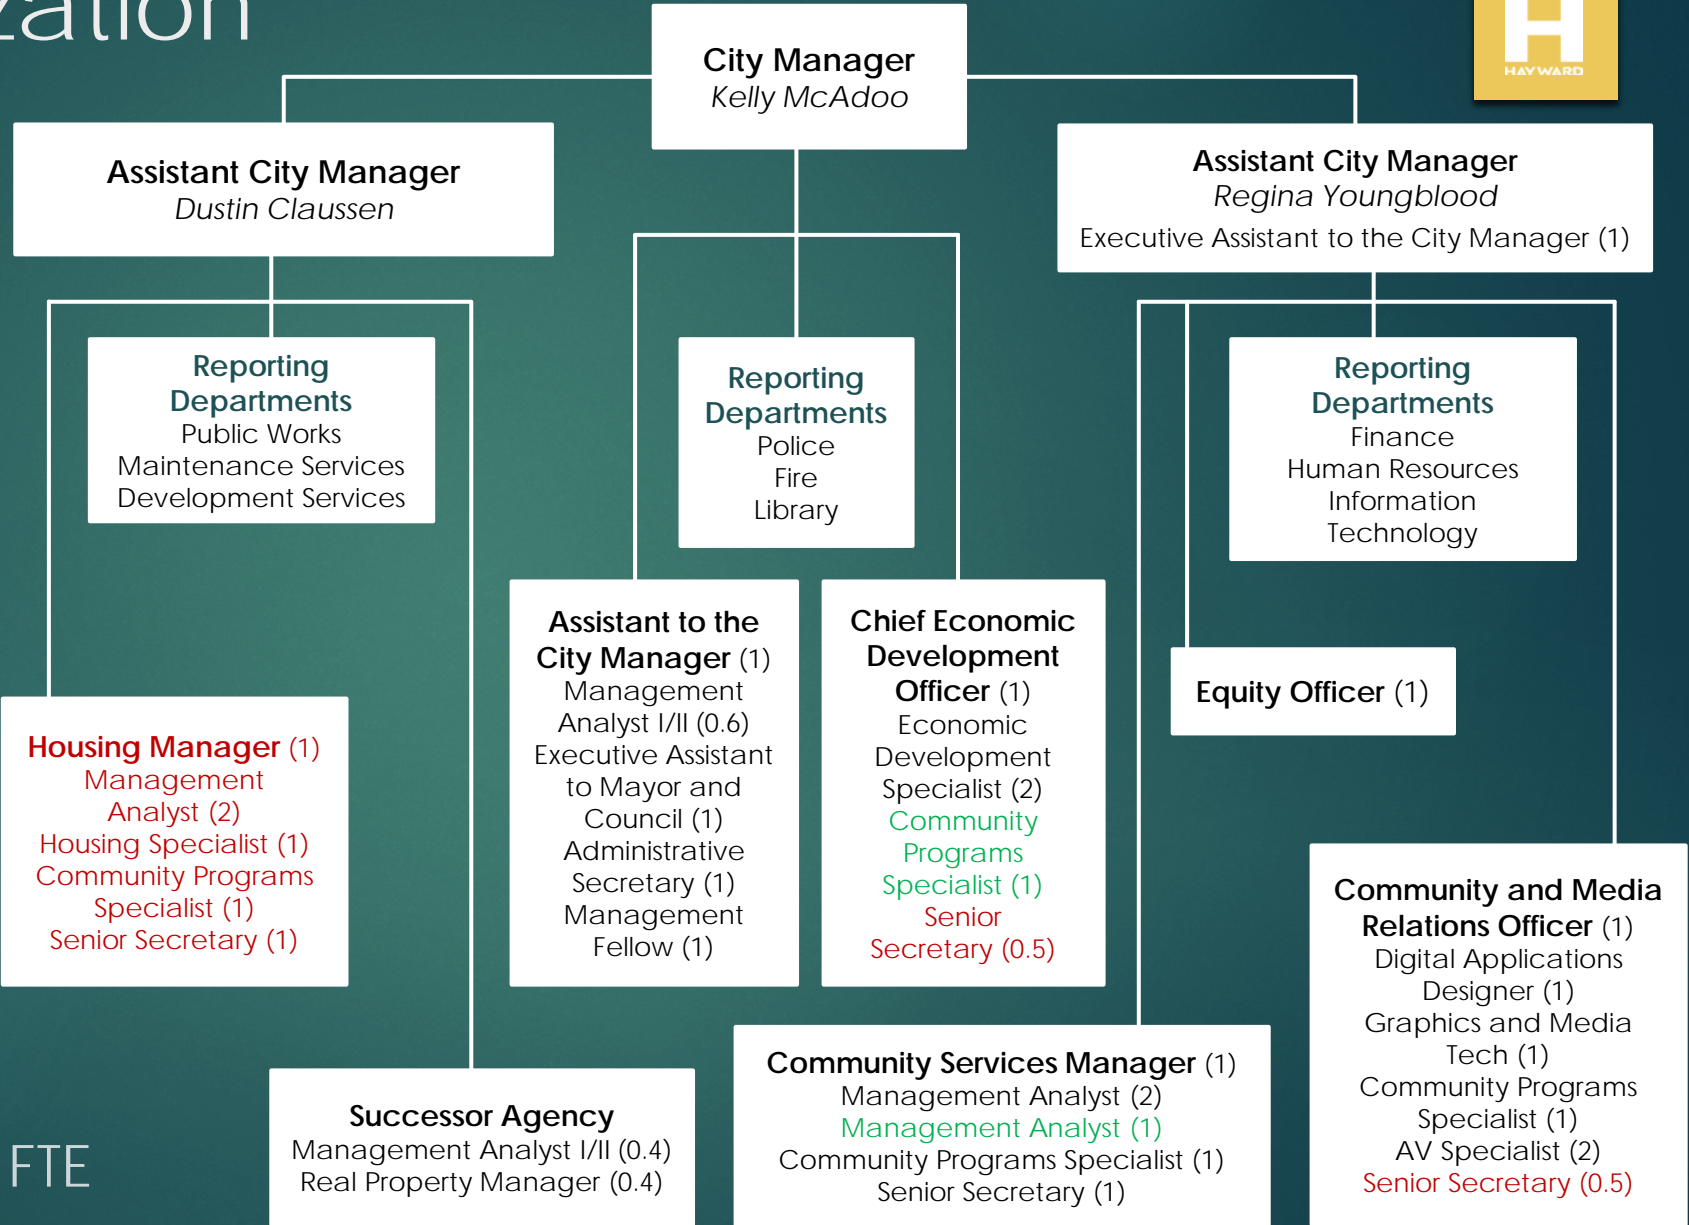 City Manager
Kelly McAdoo
H
HAYWARD
Assistant City Manager
Dustin Claussen
Assistant City Manager
Regina Youngblood
Executive Assistant to the City Manager (1)
Reporting
Departments
Public Works
Maintenance Services
Development Services
Reporting
Departments
Police
Fire
Library
Reporting
Departments
Finance
Human Resources
Information
Technology
Housing Manager (1)
Management
Analyst (2)
Housing Specialist (1)
Community Programs
Specialist (1)
Senior Secretary (1)
Assistant to the
City Manager (1)
Management
Analyst I/II (0.6)
Executive Assistant
to Mayor and
Council (1)
Administrative
Secretary (1)
Management
Fellow (1)
Chief Economic
Development
Officer (1)
Economic
Development
Specialist (2)
Community
Programs
Specialist (1)
Senior
Secretary (0.5)
Equity Officer (1)
Community and Media
Relations Officer (1)
Digital Applications
Designer (1)
Graphics and Media
Tech (1)
Community Programs
Specialist (1)
AV Specialist (2)
Senior Secretary (0.5)
Successor Agency
Management Analyst I/II (0.4)
Real Property Manager (0.4)
Community Services Manager (1)
Management Analyst (2)
Management Analyst (1)
Community Programs Specialist (1)
Senior Secretary (1)
FTE